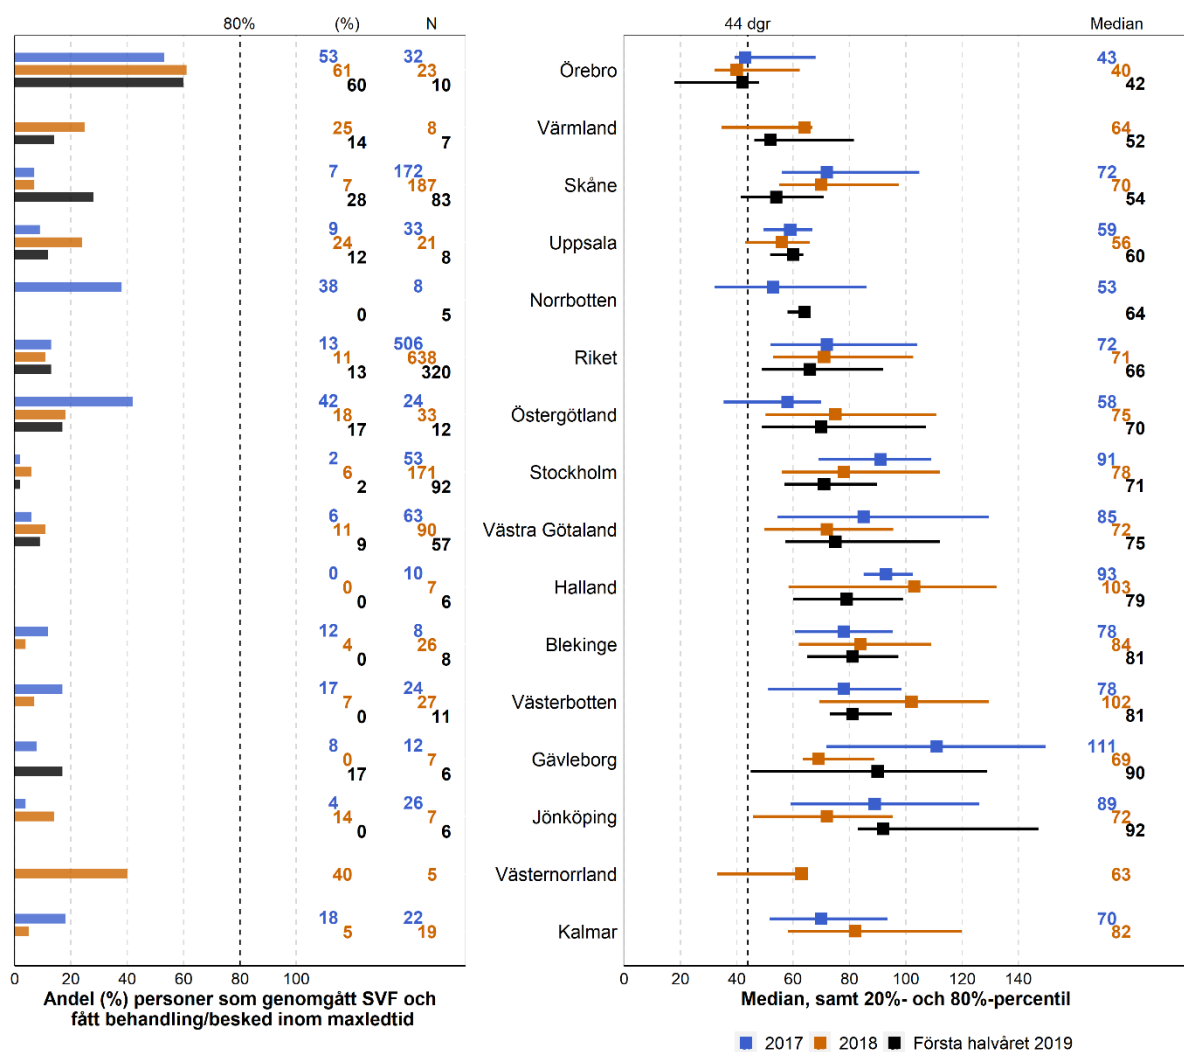 80% (%) N 44 dgr Median
53 32 43
61 23 Örebro 40
60 10 42
25 8 Värmland 64
14 7 52
7 172 72
7 187 Skåne 70
28 83 54
9 33 59
24 21 Uppsala 56
12 8 60
38 8 Norrbotten 53
0 5 64
13 506 72
11 638 Riket 71
13 320 66
42 24 58
18 33 Östergötland 75
17 12 70
2 53 91
6 171 Stockholm 78
2 92 71
6 63 85
11 90 Västra Götaland 72
9 57 75
0 10 93
0 7 Halland 103
0 6 79
12 8 78
4 26 Blekinge 84
0 8 81
17 24 78
7 27 Västerbotten 102
0 11 81
8 12 111
0 7 Gävleborg 69
17 6 90
4 26 89
14 7 Jönköping 72
0 6 92
40 5 Västernorrland 63
18 22 70
5 19 Kalmar 82
0 20 40 60 80 100 0 20 40 60 80 100 120 140
Andel (%) personer som genomgått SVF och
fått behandling/besked inom maxledtid
Median, samt 20%- och 80%-percentil
2017 2018 Första halvåret 2019